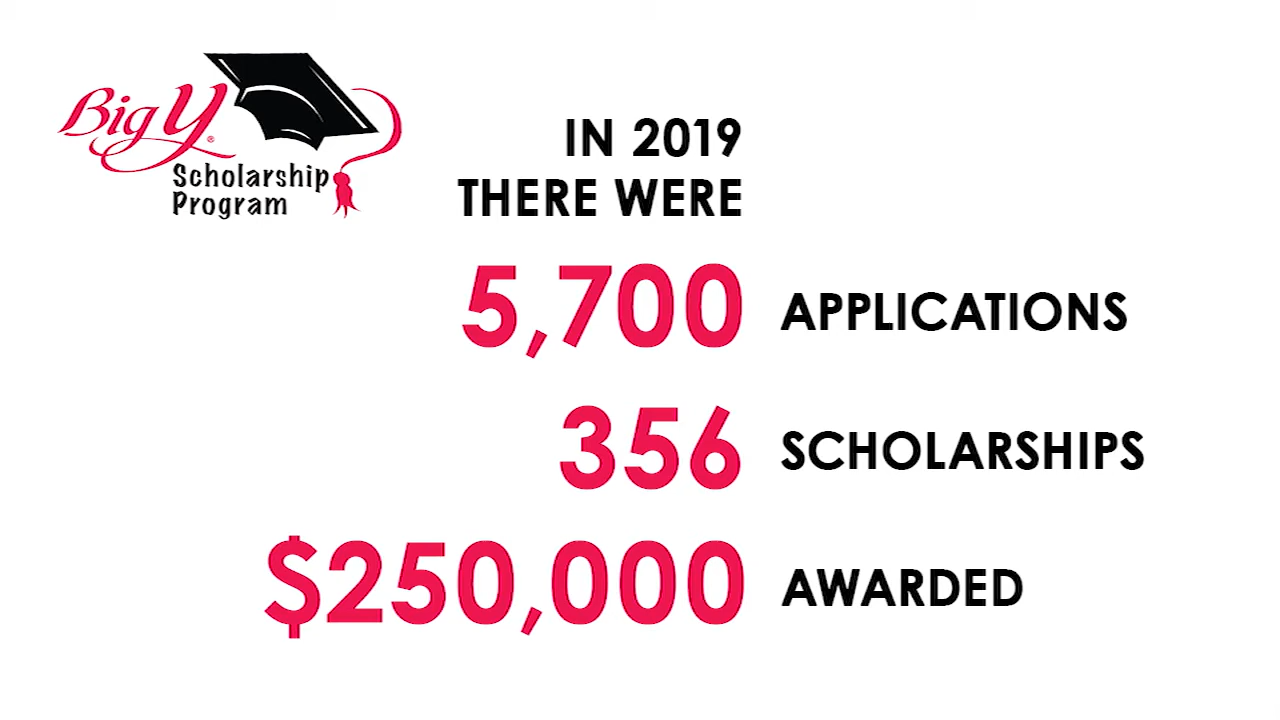 Big Y®
Scholarship
Program
IN 2019
THERE WERE
5,700 APPLICATIONS
356 SCHOLARSHIPS
$250,000 AWARDED